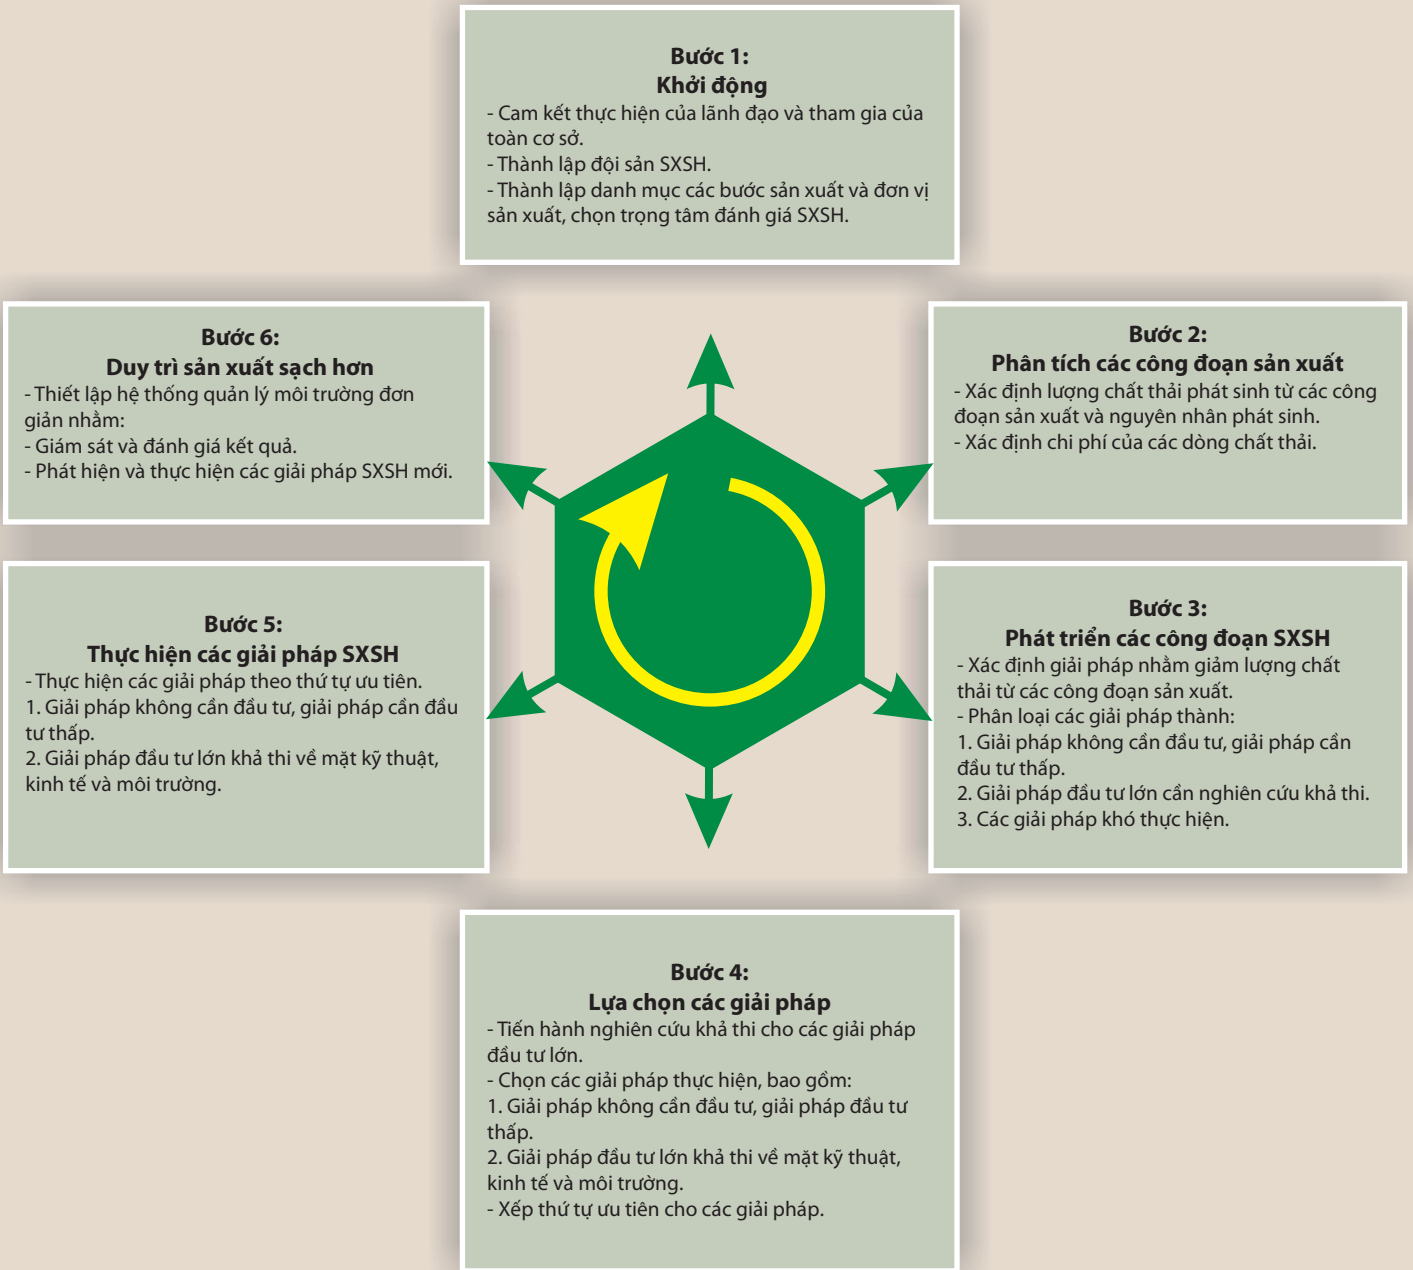 Bước 1:
Khởi động
- Cam kết thực hiện của lãnh đạo và tham gia của
toàn cơ sở.
- Thành lập đội sản SXSH.
- Thành lập danh mục các bước sản xuất và đơn vị
sản xuất, chọn trọng tâm đánh giá SXSH.
Bước 2:
Phân tích các công đoạn sản xuất
- Xác định lượng chất thải phát sinh từ các công
đoạn sản xuất và nguyên nhân phát sinh.
- Xác định chi phí của các dòng chất thải.
Bước 3:
Phát triển các công đoạn SXSH
- Xác định giải pháp nhằm giảm lượng chất
thải từ các công đoạn sản xuất.
- Phân loại các giải pháp thành:
1. Giải pháp không cần đầu tư, giải pháp cần
đầu tư thấp.
2. Giải pháp đầu tư lớn cần nghiên cứu khả thi.
3. Các giải pháp khó thực hiện.
Bước 4:
Lựa chọn các giải pháp
- Tiến hành nghiên cứu khả thi cho các giải pháp
đầu tư lớn.
- Chọn các giải pháp thực hiện, bao gồm:
1. Giải pháp không cần đầu tư, giải pháp đầu tư
thấp.
2. Giải pháp đầu tư lớn khả thi về mặt kỹ thuật,
kinh tế và môi trường.
- Xếp thứ tự ưu tiên cho các giải pháp.
Bước 5:
Thực hiện các giải pháp SXSH
- Thực hiện các giải pháp theo thứ tự ưu tiên.
1. Giải pháp không cần đầu tư, giải pháp cần đầu
tư thấp.
2. Giải pháp đầu tư lớn khả thi về mặt kỹ thuật,
kinh tế và môi trường.
Bước 6:
Duy trì sản xuất sạch hơn
- Thiết lập hệ thống quản lý môi trường đơn
giản nhằm:
- Giám sát và đánh giá kết quả.
- Phát hiện và thực hiện các giải pháp SXSH mới.